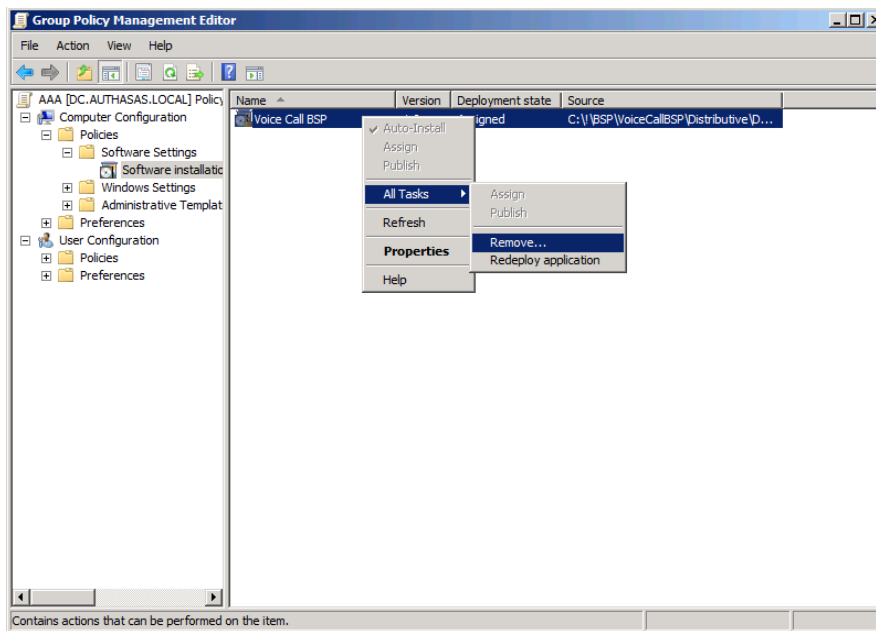 Group Policy Management Editor
File Action View Help
AAA [DC.AUTHASAS.LOCAL] Policy
Computer Configuration
Policies
Software Settings
Software installatio
Windows Settings
Administrative Templat
Preferences
User Configuration
Policies
Preferences
Name Version Deployment state Source
Voice Call BSP igned C:\!\BSP\VoiceCallBSP\Distributive\D...
Auto-Install
Assign
Publish
All Tasks
Refresh
Properties
Help
Assign
Publish
Remove...
Redeploy application
Contains actions that can be performed on the item.